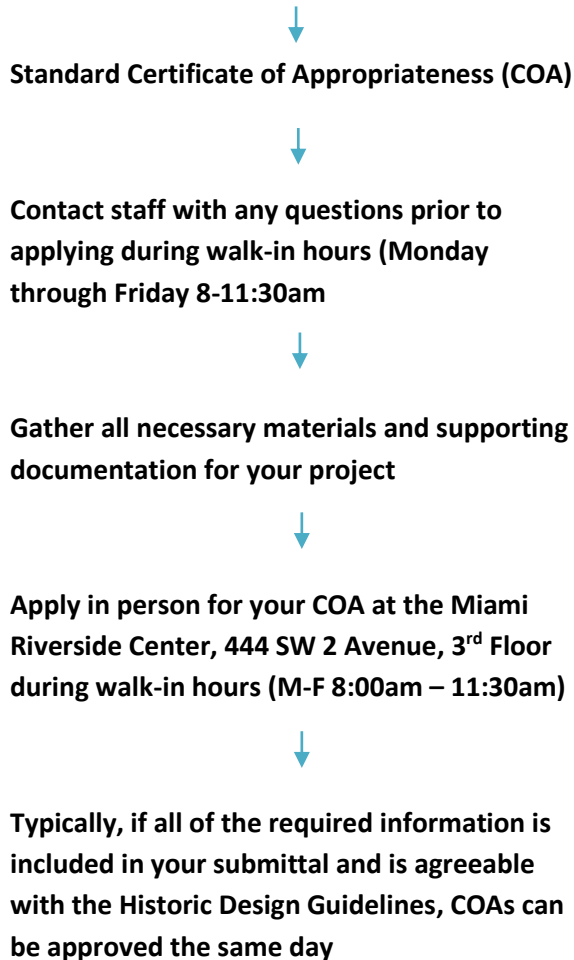 Standard Certificate of Appropriateness (COA)
Contact staff with any questions prior to
applying during walk-in hours (Monday
through Friday 8-11:30am
Gather all necessary materials and supporting
documentation for your project
Apply in person for your COA at the Miami
Riverside Center, 444 SW 2 Avenue, 3rd Floor
during walk-in hours (M-F 8:00am – 11:30am)
Typically, if all of the required information is
included in your submittal and is agreeable
with the Historic Design Guidelines, COAs can
be approved the same day